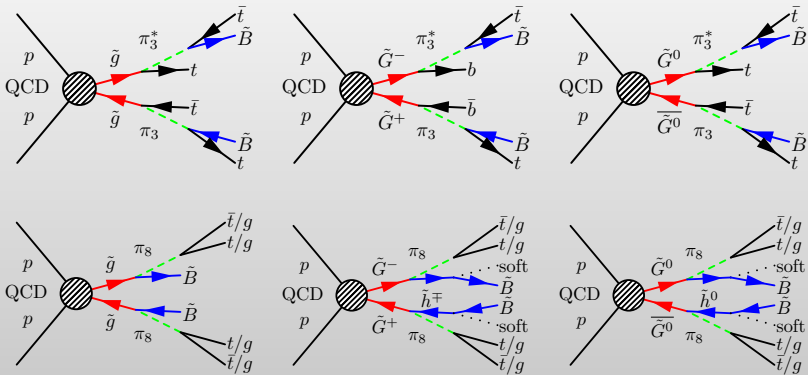 p QCD p g̃ g̃ π₃* π₃ t̄ B̃ t t̄ B̃ t
p QCD p G̃⁻ G̃⁺ π₃* π₃ t̄ B̃ b b̄ B̃ t
p QCD p G̃⁰ G̃⁰‾ π₃* π₃ t̄ B̃ t t̄ B̃ t
p QCD p g̃ g̃ π₈ π₈ t̄/g t/g B̃ B̃ t/g t̄/g
p QCD p G̃⁻ G̃⁺ π₈ h̃∓ π₈ t̄/g t/g soft B̃ B̃ soft t/g t̄/g
p QCD p G̃⁰ G̃⁰‾ π₈ h̃⁰ π₈ t̄/g t/g soft B̃ B̃ soft t/g t̄/g